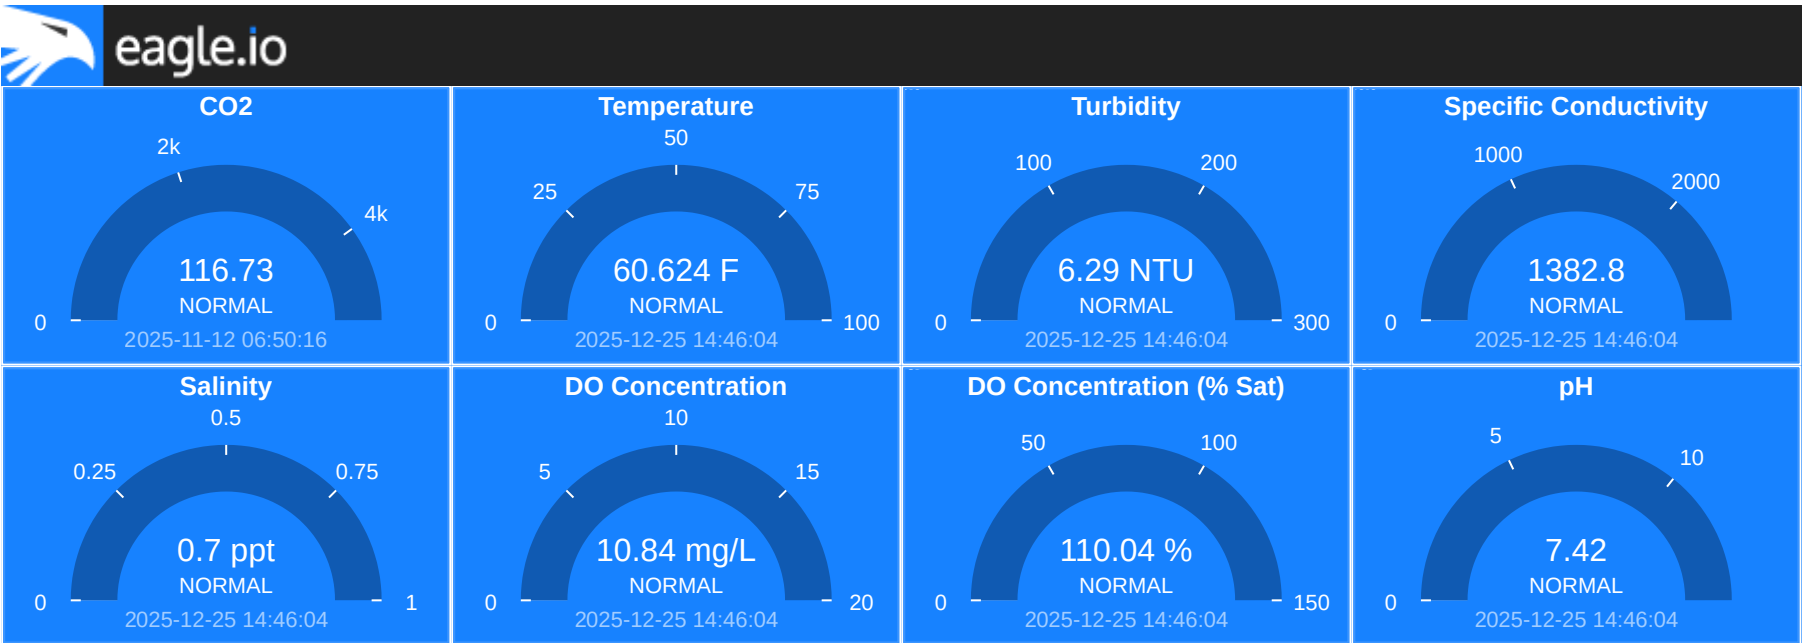 eagle.io
CO2
2k
4k
0
116.73
NORMAL
2025-11-12 06:50:16
Temperature
50
25
75
0
100
60.624 F
NORMAL
2025-12-25 14:46:04
Turbidity
100
200
0
300
6.29 NTU
NORMAL
2025-12-25 14:46:04
Specific Conductivity
1000
2000
0
1382.8
NORMAL
2025-12-25 14:46:04
Salinity
0.5
0.25
0.75
0
1
0.7 ppt
NORMAL
2025-12-25 14:46:04
DO Concentration
10
5
15
0
20
10.84 mg/L
NORMAL
2025-12-25 14:46:04
DO Concentration (% Sat)
50
100
0
150
110.04 %
NORMAL
2025-12-25 14:46:04
pH
5
10
0
7.42
NORMAL
2025-12-25 14:46:04